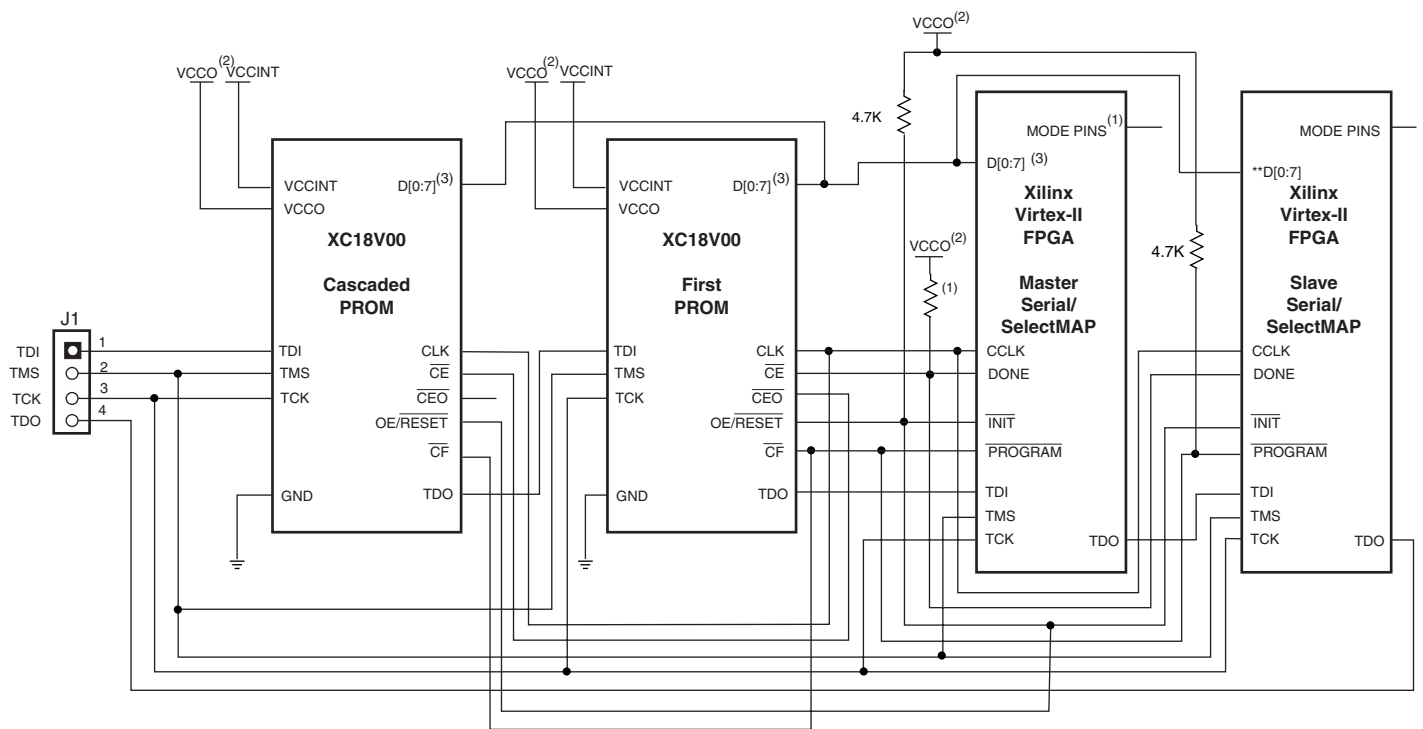 VCCO(2)
VCCO(2) VCCINT
VCCO(2) VCCINT
4.7K
MODE PINS(1)
MODE PINS
D[0:7](3)
D[0:7](3)
D[0:7](3)
**D[0:7]
VCCINT
VCCO
VCCINT
VCCO
XC18V00
Cascaded
PROM
XC18V00
First
PROM
Xilinx
Virtex-II
FPGA
Master
Serial/
SelectMAP
Xilinx
Virtex-II
FPGA
Slave
Serial/
SelectMAP
VCCO(2)
(1)
4.7K
J1
TDI 1
TMS 2
TCK 3
TDO 4
TDI
TMS
TCK
GND
CLK
CE
CEO
OE/RESET
CF
TDO
TDI
TMS
TCK
GND
CLK
CE
CEO
OE/RESET
CF
TDO
CCLK
DONE
INIT
PROGRAM
TDI
TMS
TCK
TDO
CCLK
DONE
INIT
PROGRAM
TDI
TMS
TCK
TDO